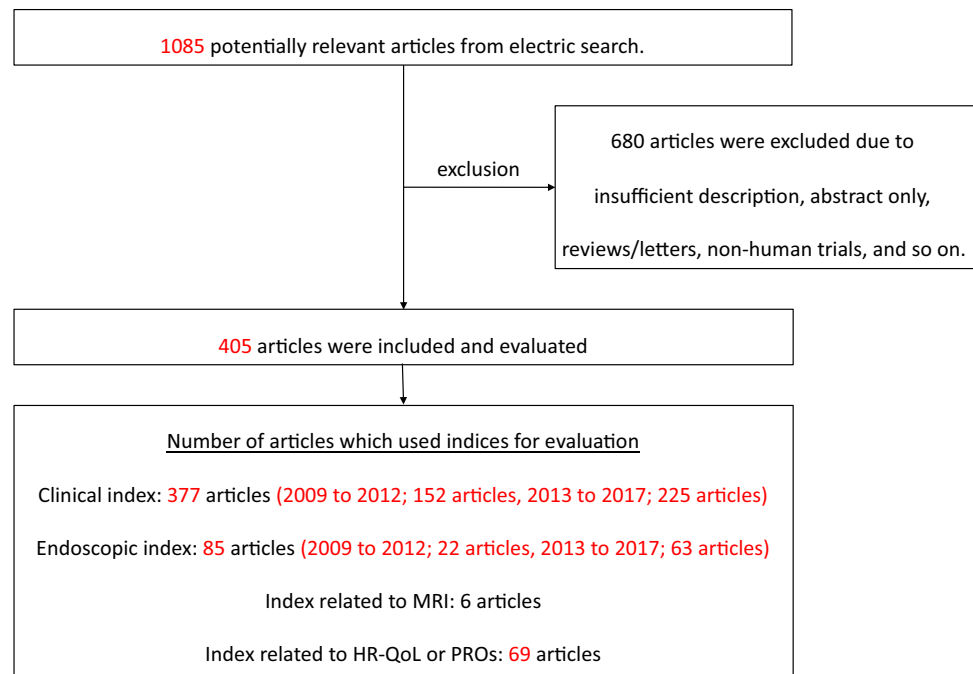 1085 potentially relevant articles from electric search.
680 articles were excluded due to
exclusion
insufficient description, abstract only,
reviews/letters, non-human trials, and so on.
405 articles were included and evaluated
Number of articles which used indices for evaluation
Clinical index: 377 articles (2009 to 2012; 152 articles, 2013 to 2017; 225 articles)
Endoscopic index: 85 articles (2009 to 2012; 22 articles, 2013 to 2017; 63 articles)
Index related to MRI: 6 articles
Index related to HR-QoL or PROs: 69 articles